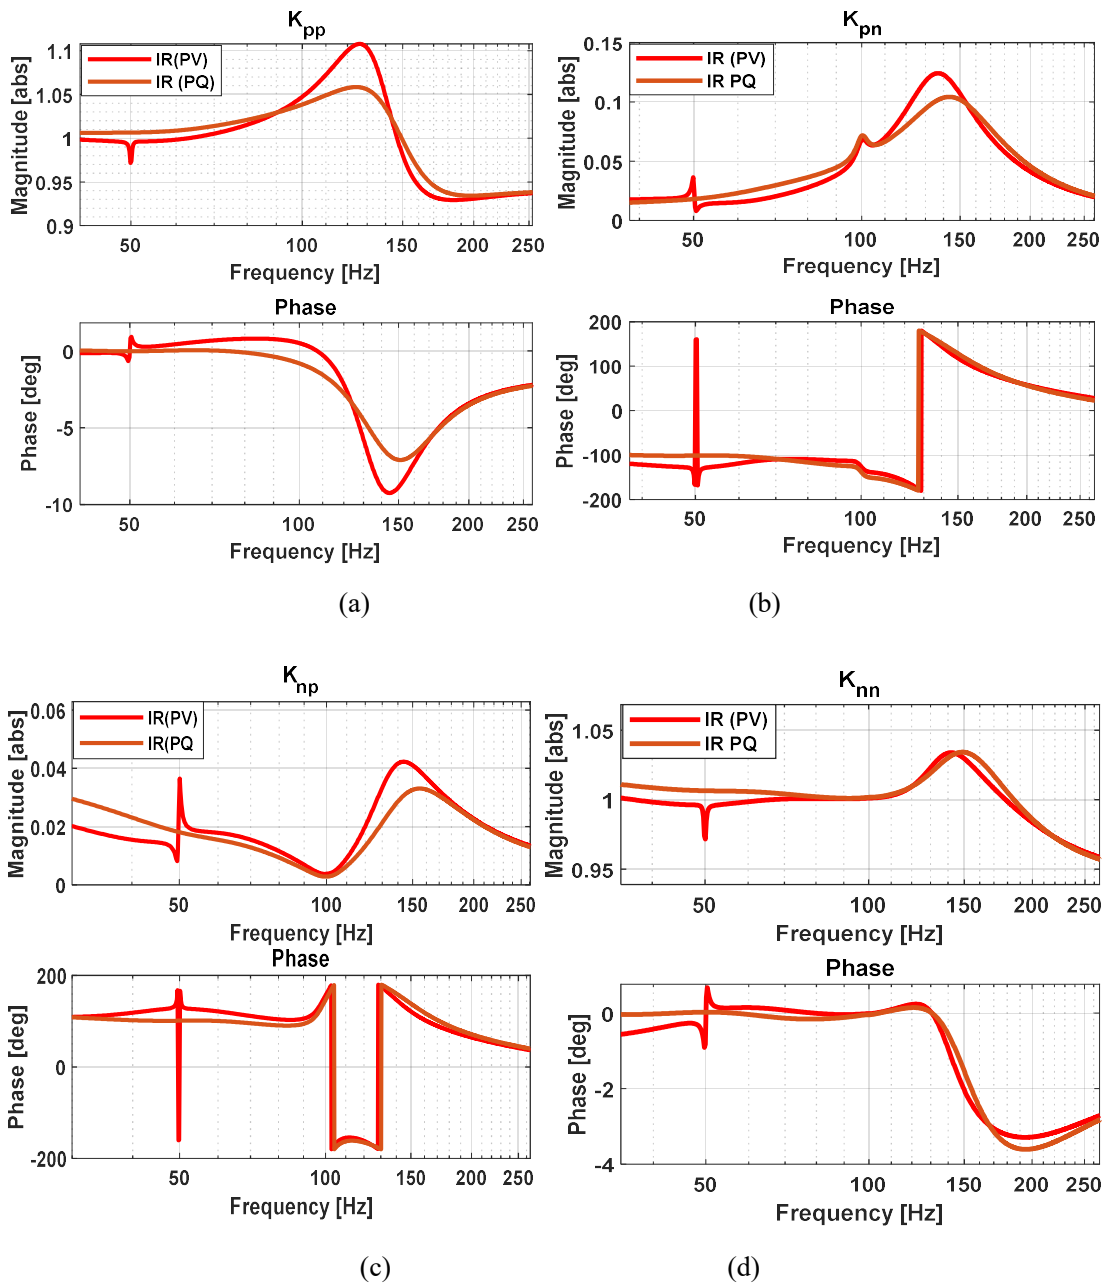 K_pp
Magnitude [abs]
1.1
1.05
1
0.95
0.9
IR(PV)
IR (PQ)
50
100
150
200
250
Frequency [Hz]
Phase
Phase [deg]
0
-5
-10
50
100
150
200
250
Frequency [Hz]
(a)
K_pn
Magnitude [abs]
0.15
0.1
0.05
0
IR (PV)
IR PQ
50
100
150
200
250
Frequency [Hz]
Phase
Phase [deg]
200
100
0
-100
-200
50
100
150
200
250
Frequency [Hz]
(b)
K_np
Magnitude [abs]
0.06
0.04
0.02
0
IR(PV)
IR(PQ
50
100
150
200
250
Frequency [Hz]
Phase
Phase [deg]
200
0
-200
50
100
150
200
250
Frequency [Hz]
(c)
K_nn
Magnitude [abs]
1.05
1
0.95
IR (PV)
IR PQ
50
100
150
200
250
Frequency [Hz]
Phase
Phase [deg]
0
-2
-4
50
100
150
200
250
Frequency [Hz]
(d)